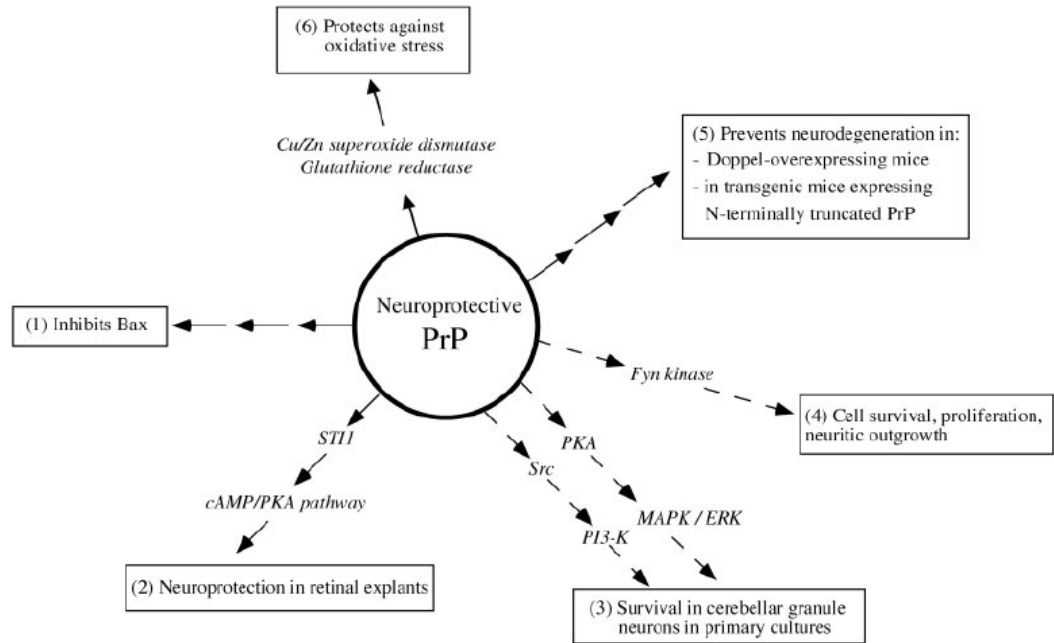 (6) Protects against
oxidative stress
Cu/Zn superoxide dismutase
Glutathione reductase
(5) Prevents neurodegeneration in:
- Doppel-overexpressing mice
- in transgenic mice expressing
N-terminally truncated PrP
Neuroprotective
PrP
(1) Inhibits Bax
Fyn kinase
(4) Cell survival, proliferation,
neuritic outgrowth
STI1
PKA
Src
cAMP/PKA pathway
MAPK / ERK
PI3-K
(2) Neuroprotection in retinal explants
(3) Survival in cerebellar granule
neurons in primary cultures